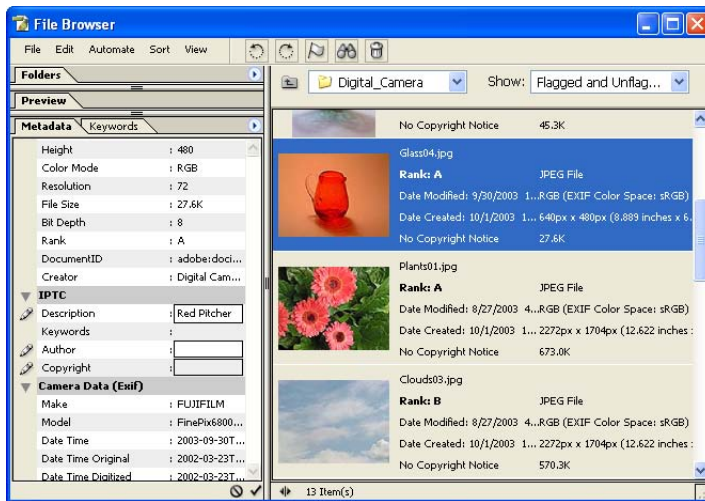 File Browser
File Edit Automate Sort View
Folders
Preview
Metadata Keywords
Height : 480
Color Mode : RGB
Resolution : 72
File Size : 27.6K
Bit Depth : 8
Rank : A
DocumentID : adobe:doci...
Creator : Digital Cam...
IPTC
Description : Red Pitcher
Keywords :
Author :
Copyright :
Camera Data (Exif)
Make : FUJIFILM
Model : FinePix6800...
Date Time : 2003-09-30T...
Date Time Original : 2002-03-23T...
Date Time Digitized : 2002-03-23T...
Digital_Camera Show: Flagged and Unflag...
No Copyright Notice 45.3K
Glass04.jpg
Rank: A JPEG File
Date Modified: 9/30/2003 1...RGB (EXIF Color Space: sRGB)
Date Created: 10/1/2003 1... 640px x 480px (8.889 inches x 6.
No Copyright Notice 27.6K
Plants01.jpg
Rank: A JPEG File
Date Modified: 8/27/2003 4...RGB (EXIF Color Space: sRGB)
Date Created: 10/1/2003 1... 2272px x 1704px (12.622 inches :
No Copyright Notice 673.0K
Clouds03.jpg
Rank: B JPEG File
Date Modified: 8/27/2003 4...RGB (EXIF Color Space: sRGB)
Date Created: 10/1/2003 1... 2272px x 1704px (12.622 inches :
No Copyright Notice 570.3K
13 Item(s)